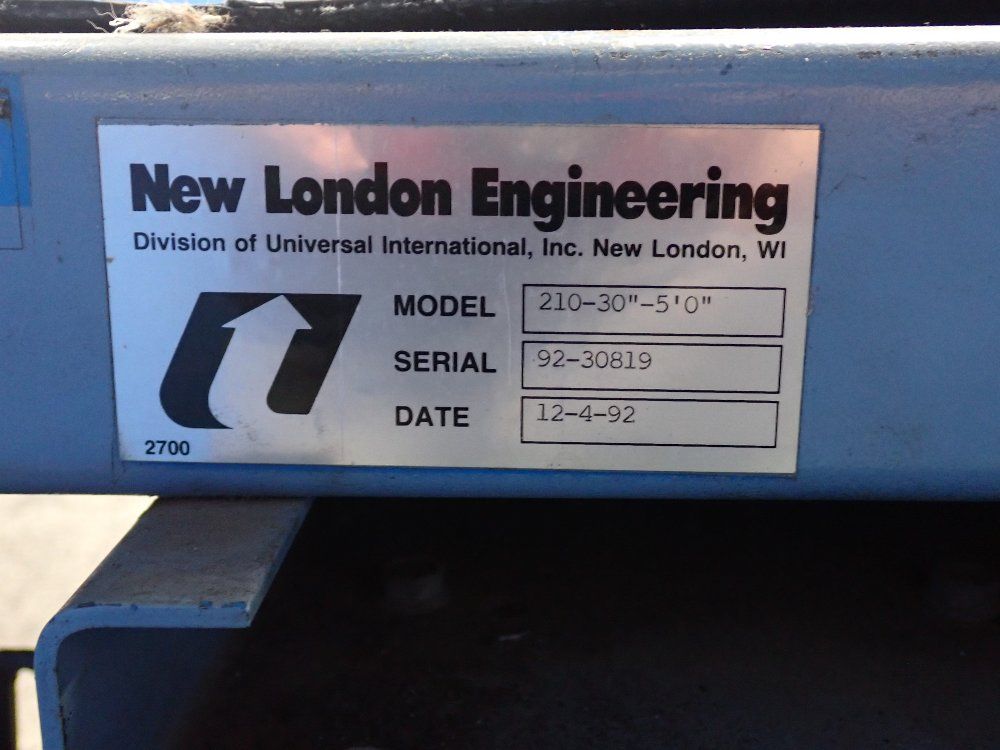 New London Engineering
Division of Universal International, Inc. New London, WI
MODEL 210-30"-5'0"
SERIAL 92-30819
DATE 12-4-92
2700